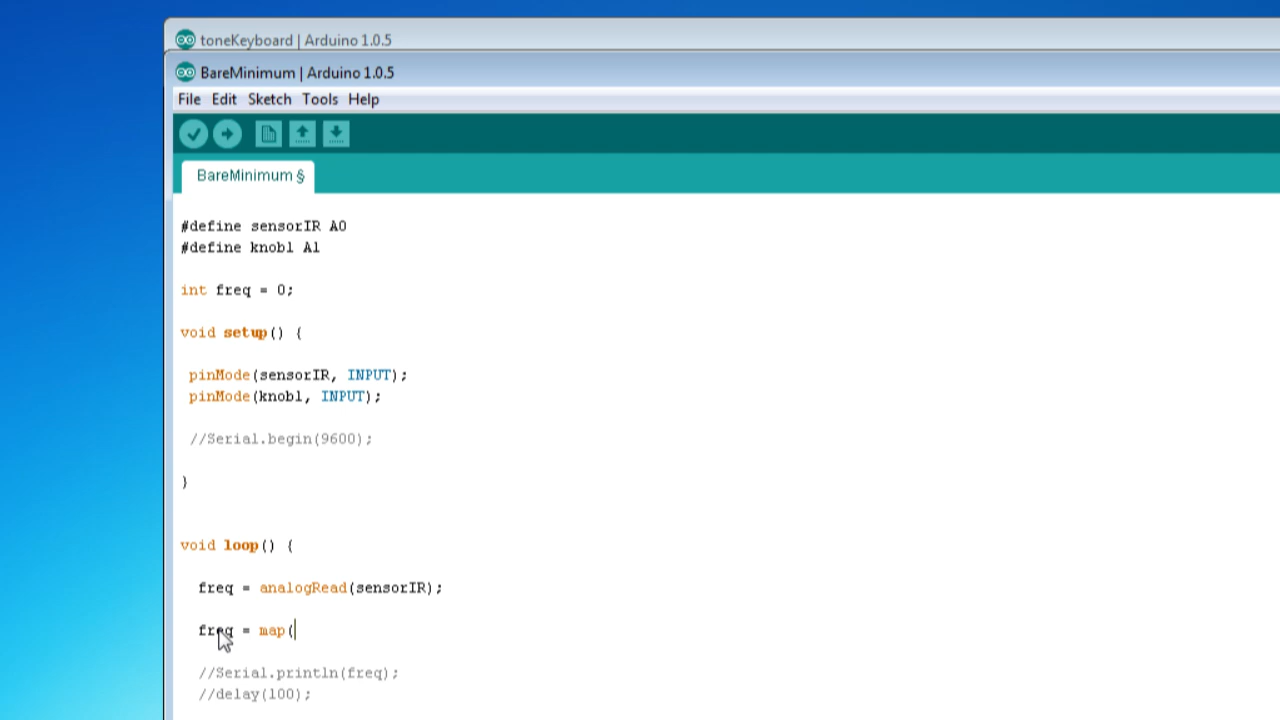 toneKeyboard | Arduino 1.0.5
BareMinimum | Arduino 1.0.5
File Edit Sketch Tools Help
BareMinimum §
#define sensorIR A0
#define knob1 A1
int freq = 0;
void setup() {
pinMode(sensorIR, INPUT);
pinMode(knob1, INPUT);
//Serial.begin(9600);
}
void loop() {
freq = analogRead(sensorIR);
freq = map(
//Serial.println(freq);
//delay(100);